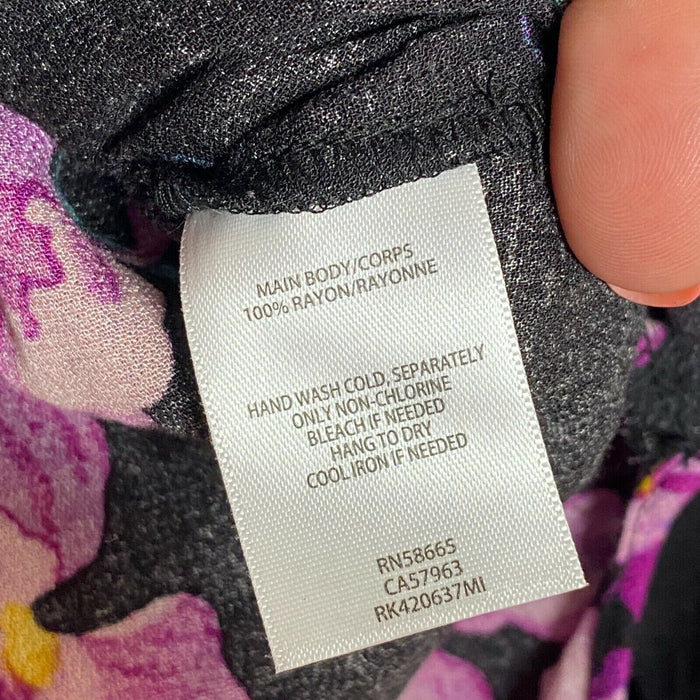 MAIN BODY/CORPS
100% RAYON/RAYONNE
HAND WASH COLD, SEPARATELY
ONLY NON-CHLORINE
BLEACH IF NEEDED
HANG TO DRY
COOL IRON IF NEEDED
RN58665
CA57963
RK420637MI